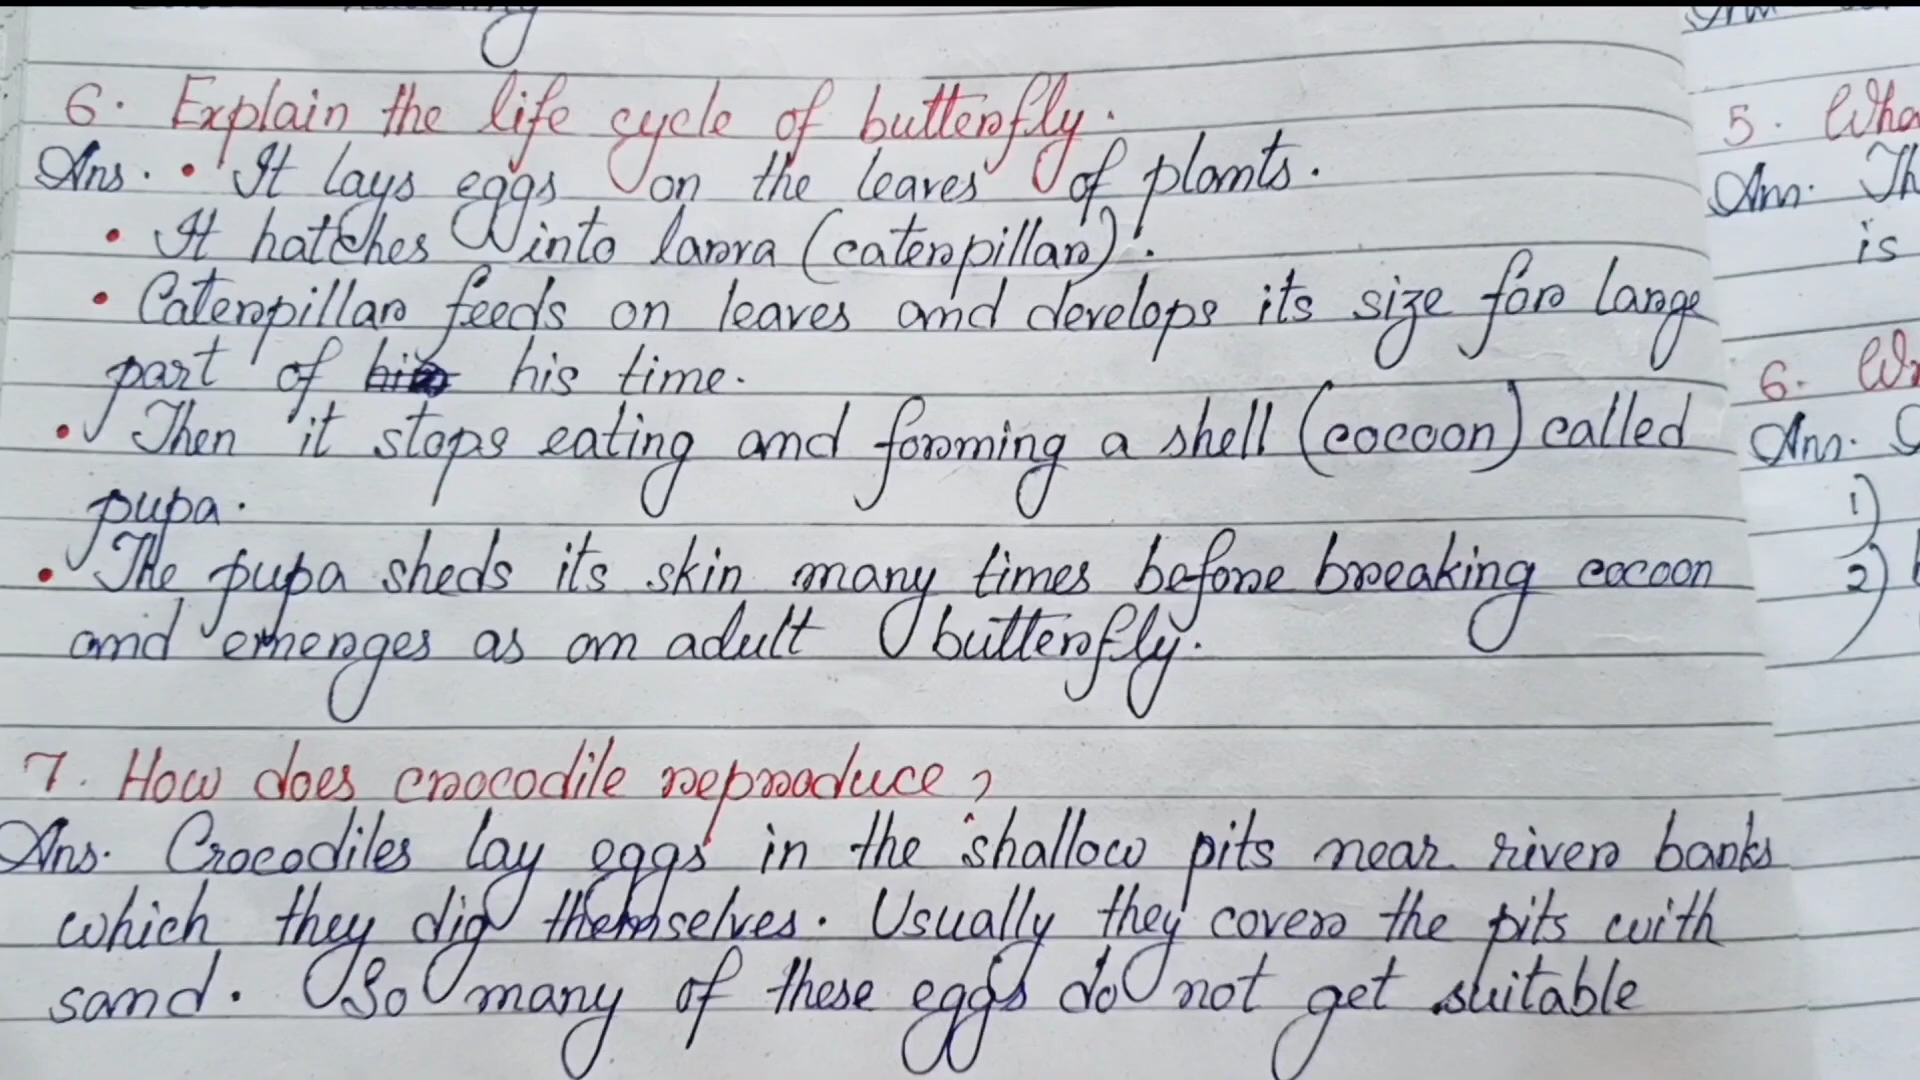 6. Explain the life cycle of butterfly.
Ans. • It lays eggs on the leaves of plants.
• It hatches into larva (caterpillar).
• Caterpillar feeds on leaves and develops its size for large
part of his time.
• Then it stops eating and forming a shell (cocoon) called
pupa.
• The pupa sheds its skin many times before breaking cocoon
and emerges as an adult butterfly.
7. How does crocodile reproduce?
Ans. Crocodiles lay eggs in the shallow pits near river banks
which they dig themselves. Usually they cover the pits with
sand. So many of these eggs do not get suitable
5. Wha
Ans. Th
is
6. Wr
Ans.
1)
2)